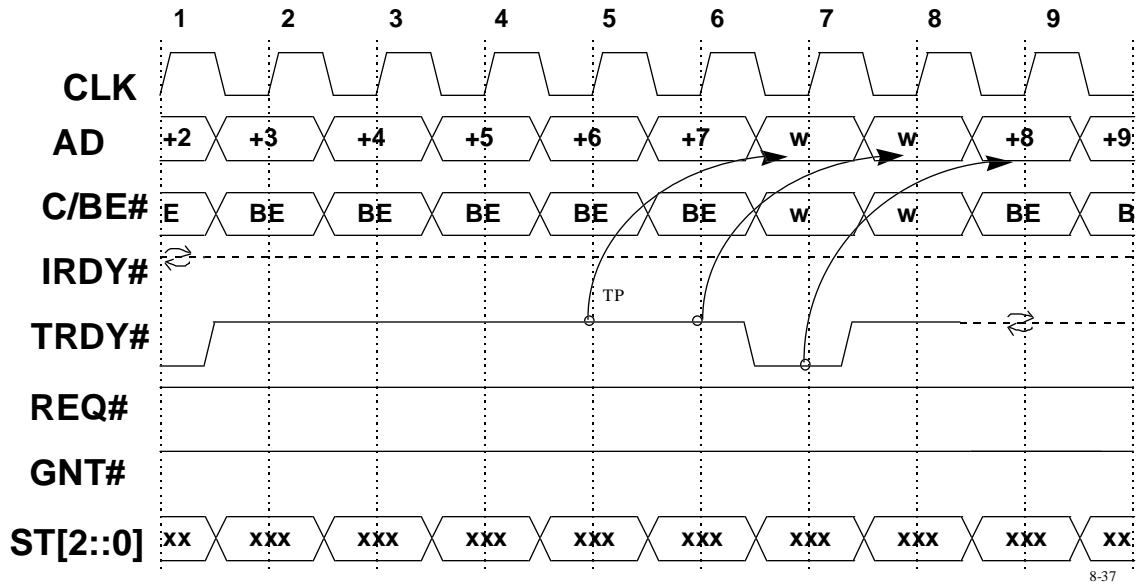 1 2 3 4 5 6 7 8 9
CLK
AD +2 +3 +4 +5 +6 +7 w w +8 +9
C/BE# E BE BE BE BE BE w w BE B
IRDY#
TP
TRDY#
REQ#
GNT#
ST[2::0] xx xxx xxx xxx xxx xxx xxx xxx xxx xx
8-37